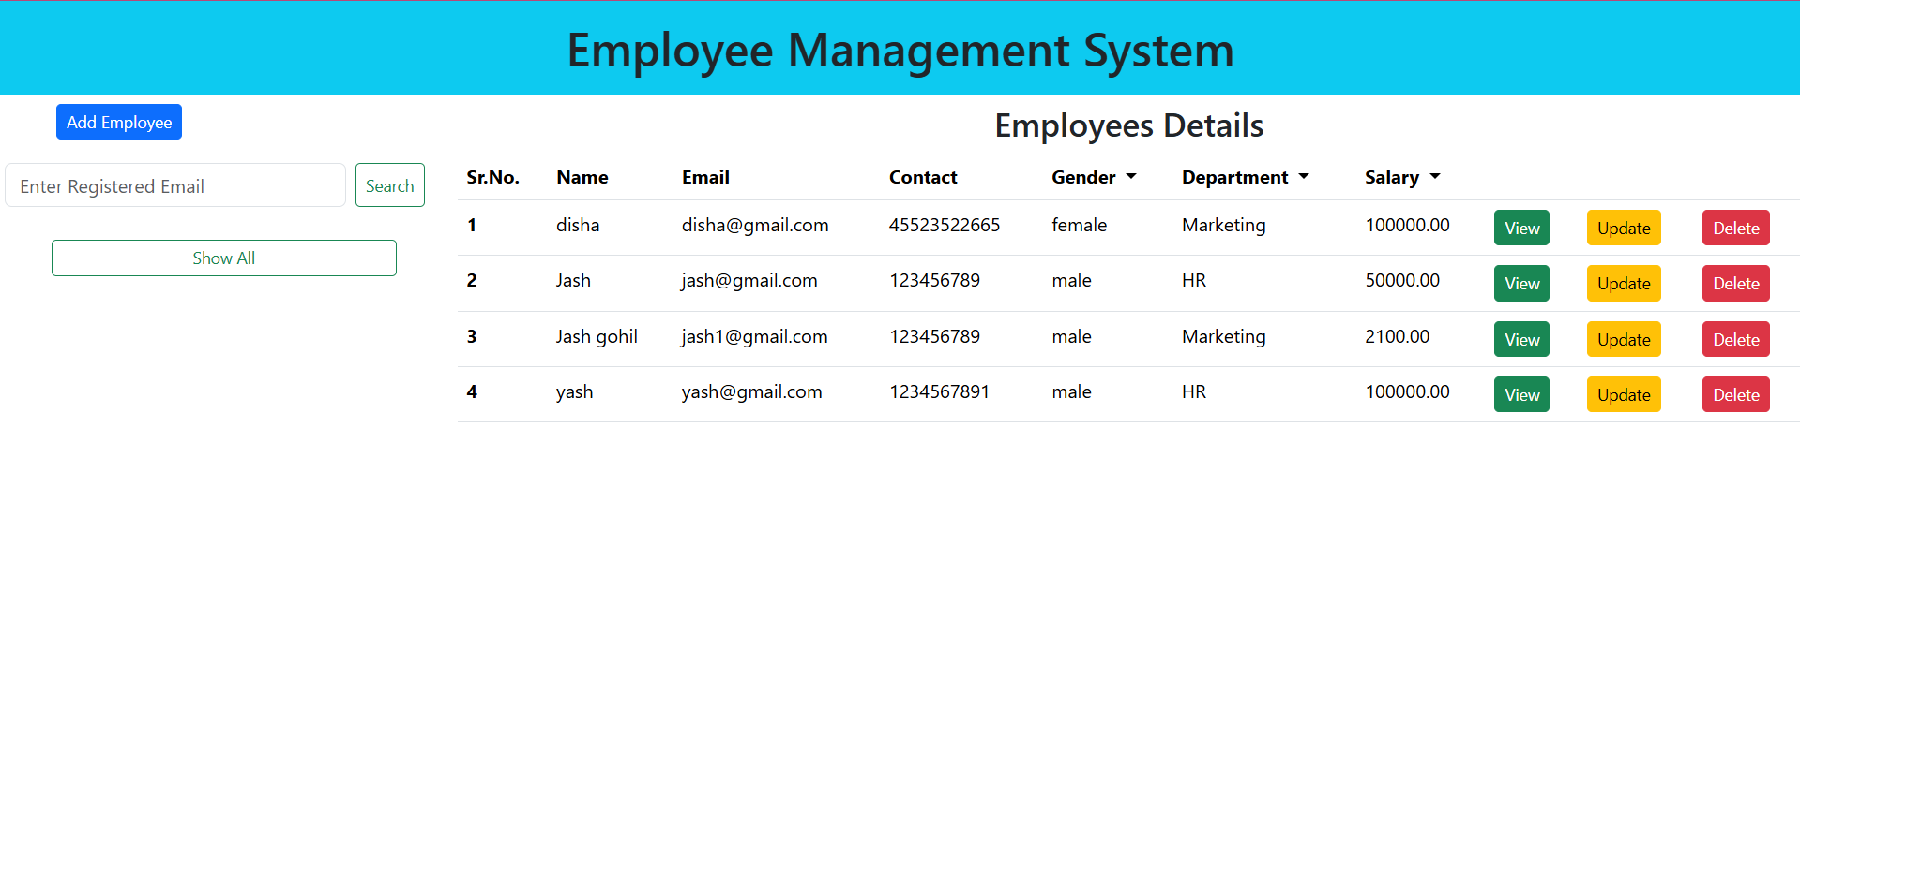 Employee Management System
Add Employee
Enter Registered Email Search
Show All
Employees Details
Sr.No. Name Email Contact Gender Department Salary
1 disha disha@gmail.com 45523522665 female Marketing 100000.00 View Update Delete
2 Jash jash@gmail.com 123456789 male HR 50000.00 View Update Delete
3 Jash gohil jash1@gmail.com 123456789 male Marketing 2100.00 View Update Delete
4 yash yash@gmail.com 1234567891 male HR 100000.00 View Update Delete